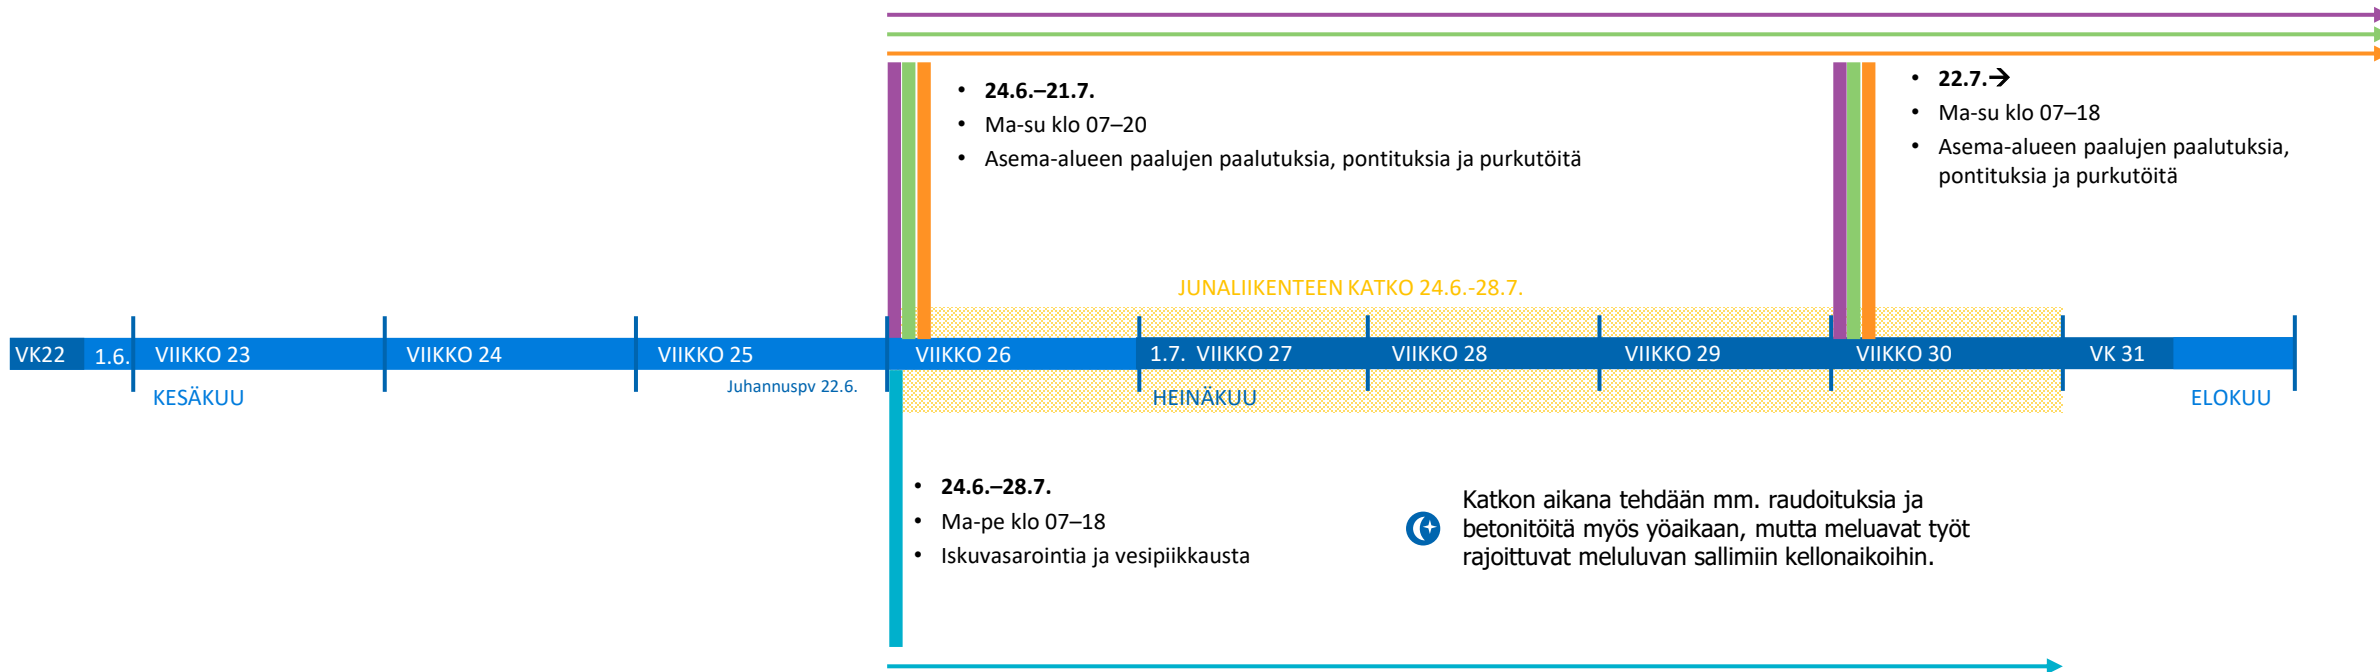 • 24.6.–21.7.
• Ma-su klo 07–20
• Asema-alueen paalujen paalutuksia, pontituksia ja purkutöitä
• 22.7.→
• Ma-su klo 07–18
• Asema-alueen paalujen paalutuksia,
pontituksia ja purkutöitä
JUNALIIKENTEEN KATKO 24.6.-28.7.
VK22 1.6. VIIKKO 23 VIIKKO 24 VIIKKO 25 VIIKKO 26 1.7. VIIKKO 27 VIIKKO 28 VIIKKO 29 VIIKKO 30 VK 31
Juhannuspv 22.6.
KESÄKUU HEINÄKUU ELOKUU
• 24.6.–28.7.
• Ma-pe klo 07–18
• Iskuvasarointia ja vesipiikkausta
Katkon aikana tehdään mm. raudoituksia ja
betonitöitä myös yöaikaan, mutta meluavat työt
rajoittuvat meluluvan sallimiin kellonaikoihin.